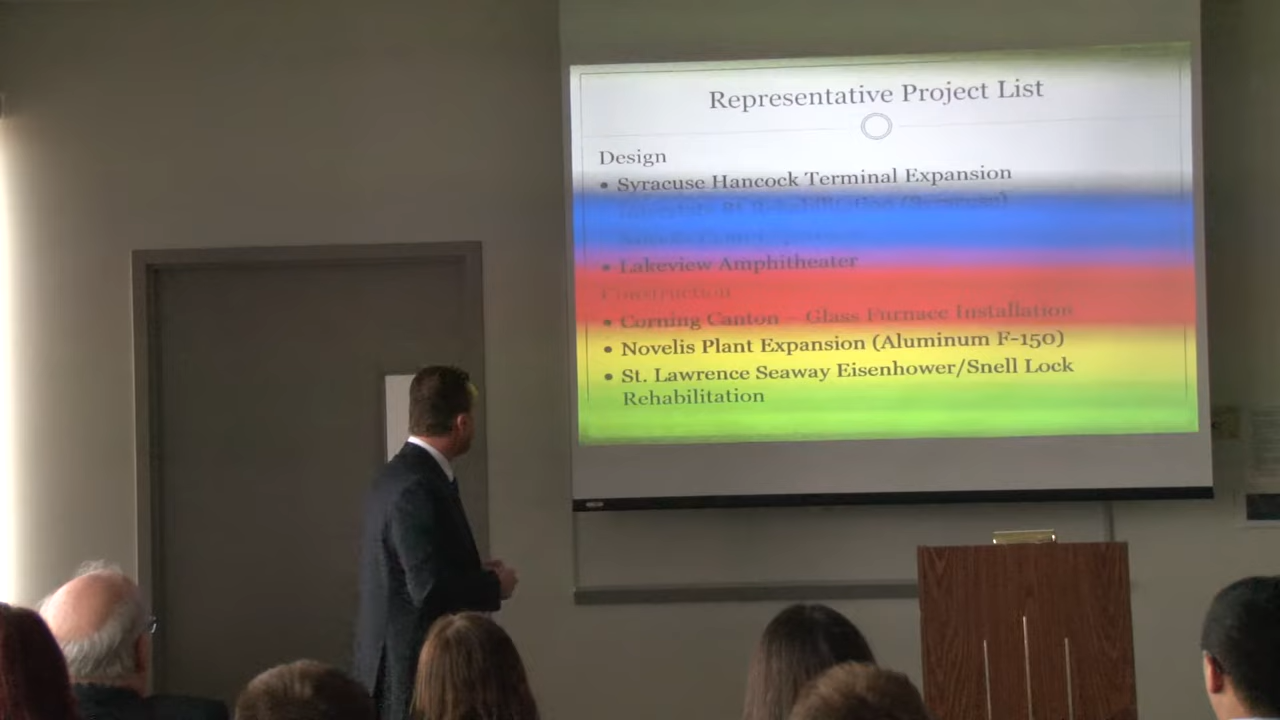 Representative Project List
Design
• Syracuse Hancock Terminal Expansion
Rehabilitation
• Lakeview Amphitheater
Construction
• Corning Canton – Glass Furnace Installation
• Novelis Plant Expansion (Aluminum F-150)
• St. Lawrence Seaway Eisenhower/Snell Lock
Rehabilitation